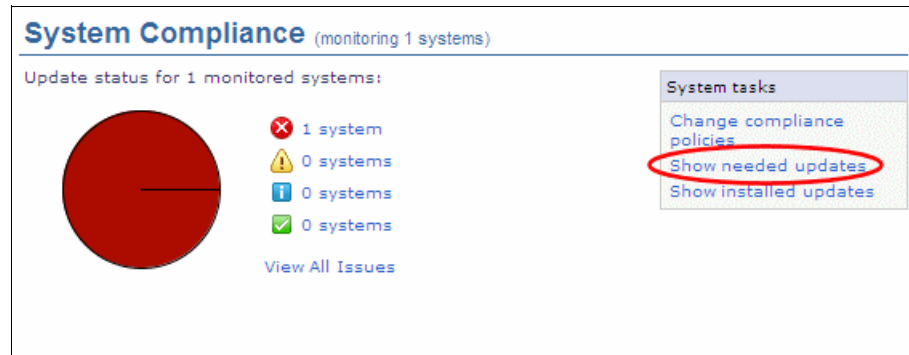 System Compliance (monitoring 1 systems)
Update status for 1 monitored systems:
1 system
0 systems
0 systems
0 systems
View All Issues
System tasks
Change compliance
policies
Show needed updates
Show installed updates